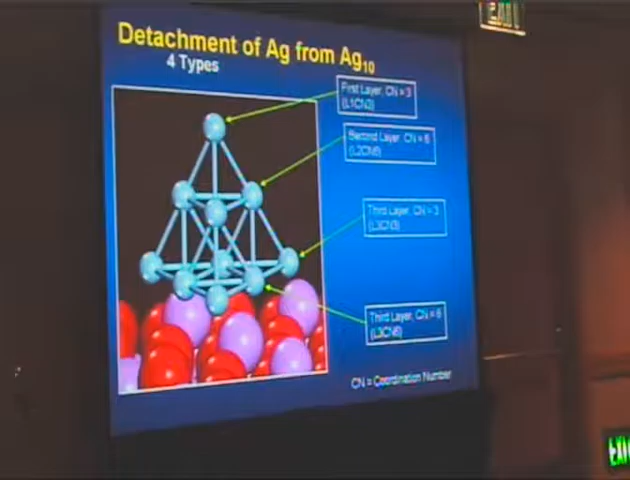 Detachment of Ag from Ag10
4 Types
First Layer, CN = 3
(L1CN3)
Second Layer, CN = 6
(L2CN6)
Third Layer, CN = 3
(L3CN3)
Third Layer, CN = 6
(L3CN6)
CN = Coordination Number
EXIT